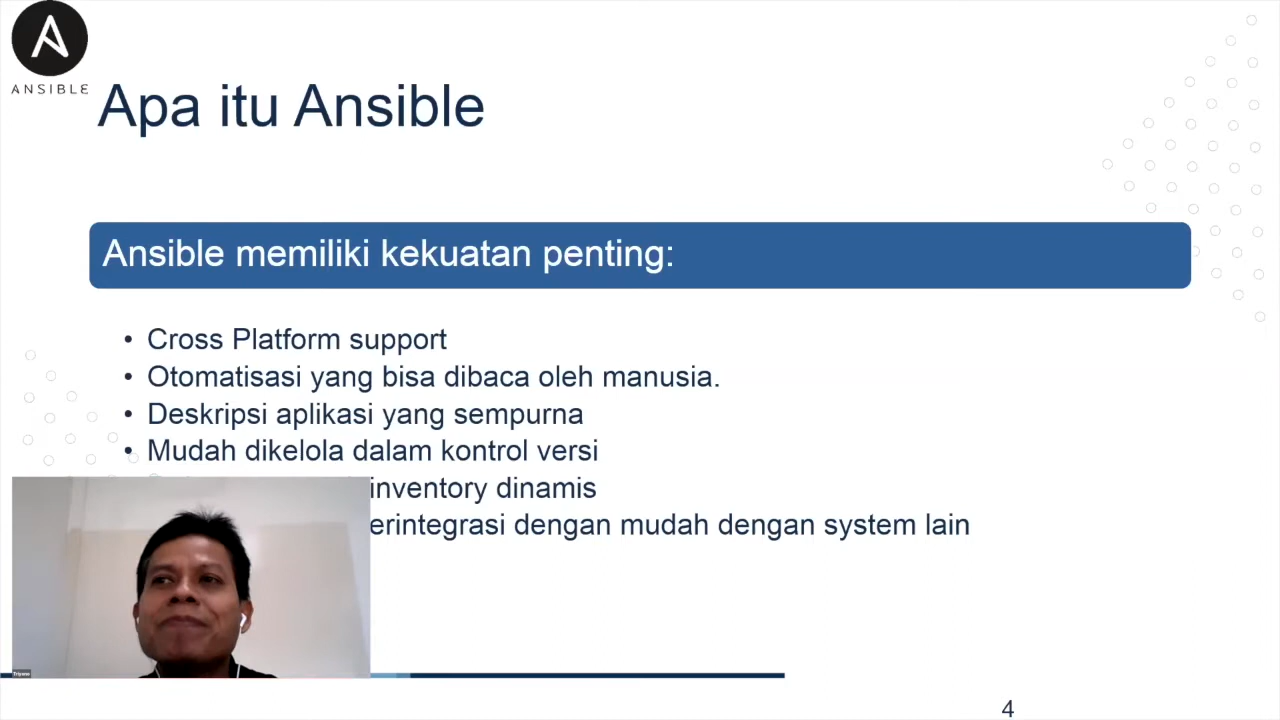 ANSIBLE
Apa itu Ansible
Ansible memiliki kekuatan penting:
• Cross Platform support
• Otomatisasi yang bisa dibaca oleh manusia.
• Deskripsi aplikasi yang sempurna
• Mudah dikelola dalam kontrol versi
inventory dinamis
erintegrasi dengan mudah dengan system lain
Triyono
4